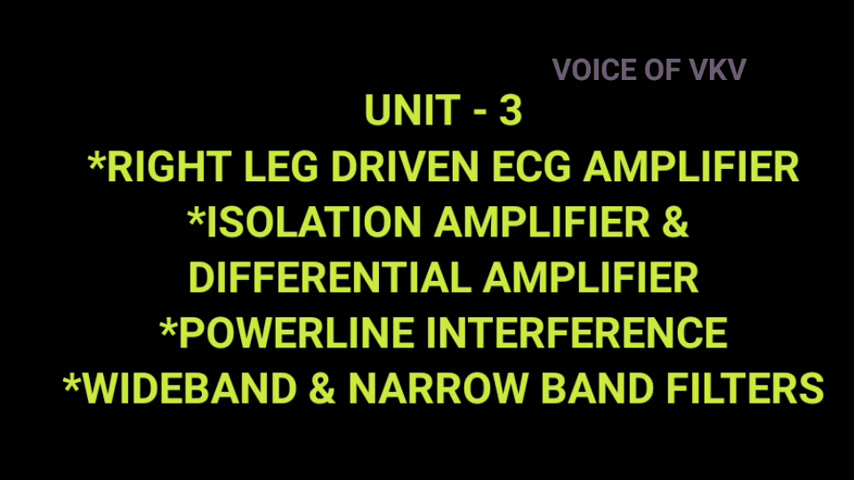 VOICE OF VKV
UNIT - 3
*RIGHT LEG DRIVEN ECG AMPLIFIER
*ISOLATION AMPLIFIER &
DIFFERENTIAL AMPLIFIER
*POWERLINE INTERFERENCE
*WIDEBAND & NARROW BAND FILTERS